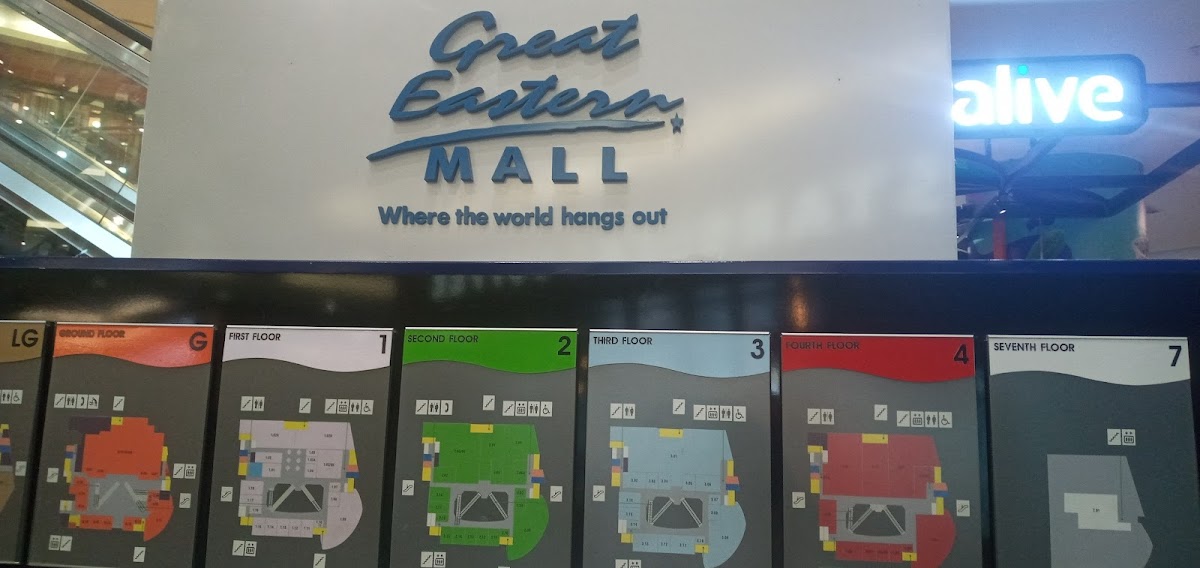 Great
Eastern
MALL
Where the world hangs out
alive
LG
GROUND FLOOR G
FIRST FLOOR 1
SECOND FLOOR 2
THIRD FLOOR 3
FOURTH FLOOR 4
SEVENTH FLOOR 7